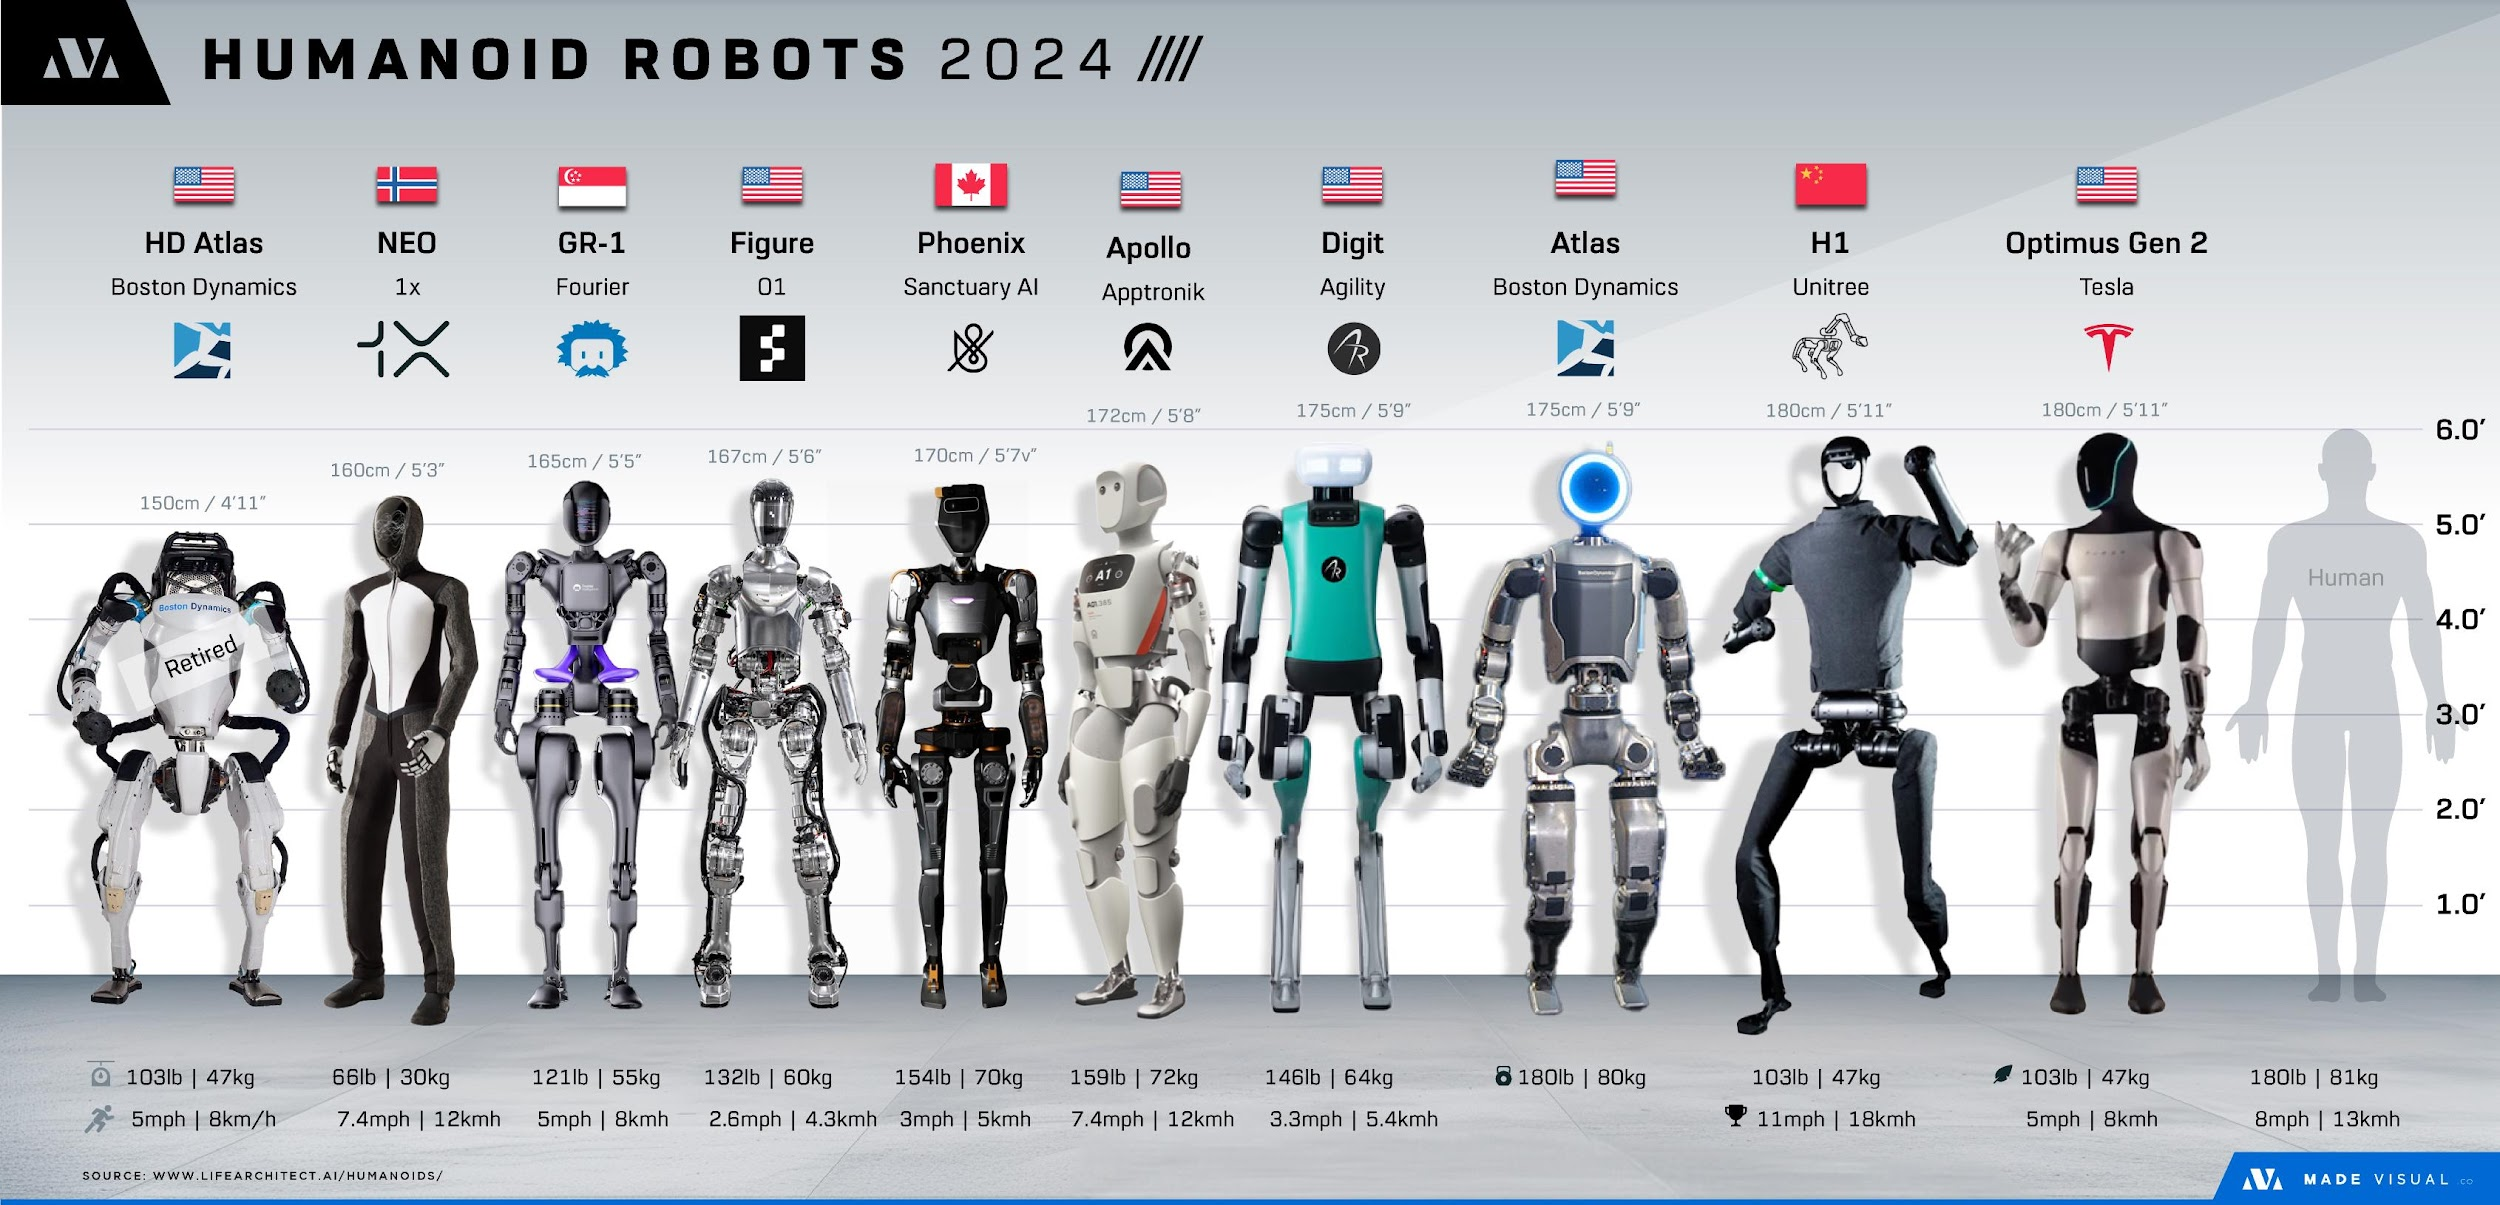 HUMANOID ROBOTS 2024 ////
HD Atlas
Boston Dynamics
150cm / 4'11"
NEO
1x
160cm / 5'3"
GR-1
Fourier
165cm / 5'5"
Figure
01
167cm / 5'6"
Phoenix
Sanctuary AI
170cm / 5'7v"
Apollo
Apptronik
172cm / 5'8"
Digit
Agility
175cm / 5'9"
Atlas
Boston Dynamics
175cm / 5'9"
H1
Unitree
180cm / 5'11"
Optimus Gen 2
Tesla
180cm / 5'11"
6.0'
5.0'
4.0'
3.0'
2.0'
1.0'
Boston Dynamics
Retired
A1
AR
BostonDynamics
Human
103lb | 47kg
5mph | 8km/h
66lb | 30kg
7.4mph | 12kmh
121lb | 55kg
5mph | 8kmh
132lb | 60kg
2.6mph | 4.3kmh
154lb | 70kg
3mph | 5kmh
159lb | 72kg
7.4mph | 12kmh
146lb | 64kg
3.3mph | 5.4kmh
180lb | 80kg
103lb | 47kg
11mph | 18kmh
103lb | 47kg
5mph | 8kmh
180lb | 81kg
8mph | 13kmh
SOURCE: WWW.LIFEARCHITECT.AI/HUMANOIDS/
MADE VISUAL .CO